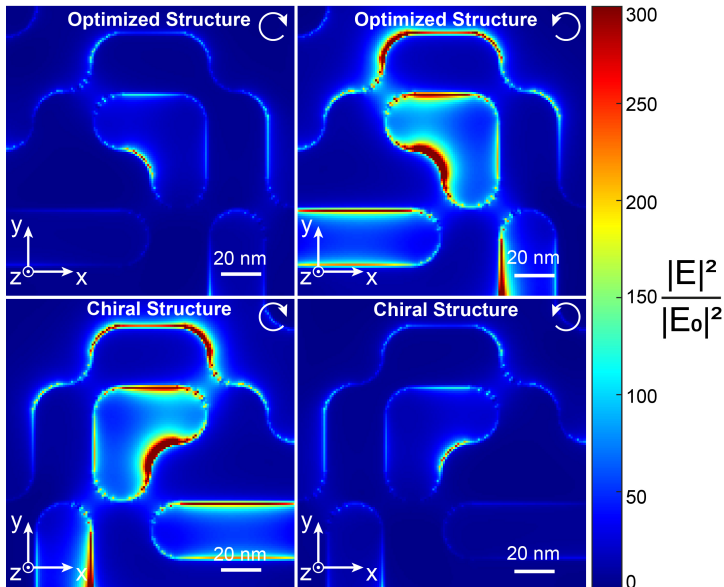 Optimized Structure
Optimized Structure
y
z
x
20 nm
y
z
x
20 nm
Chiral Structure
Chiral Structure
y
z
x
20 nm
y
z
x
20 nm
300
250
200
150
100
50
0
|E|²
|E₀|²